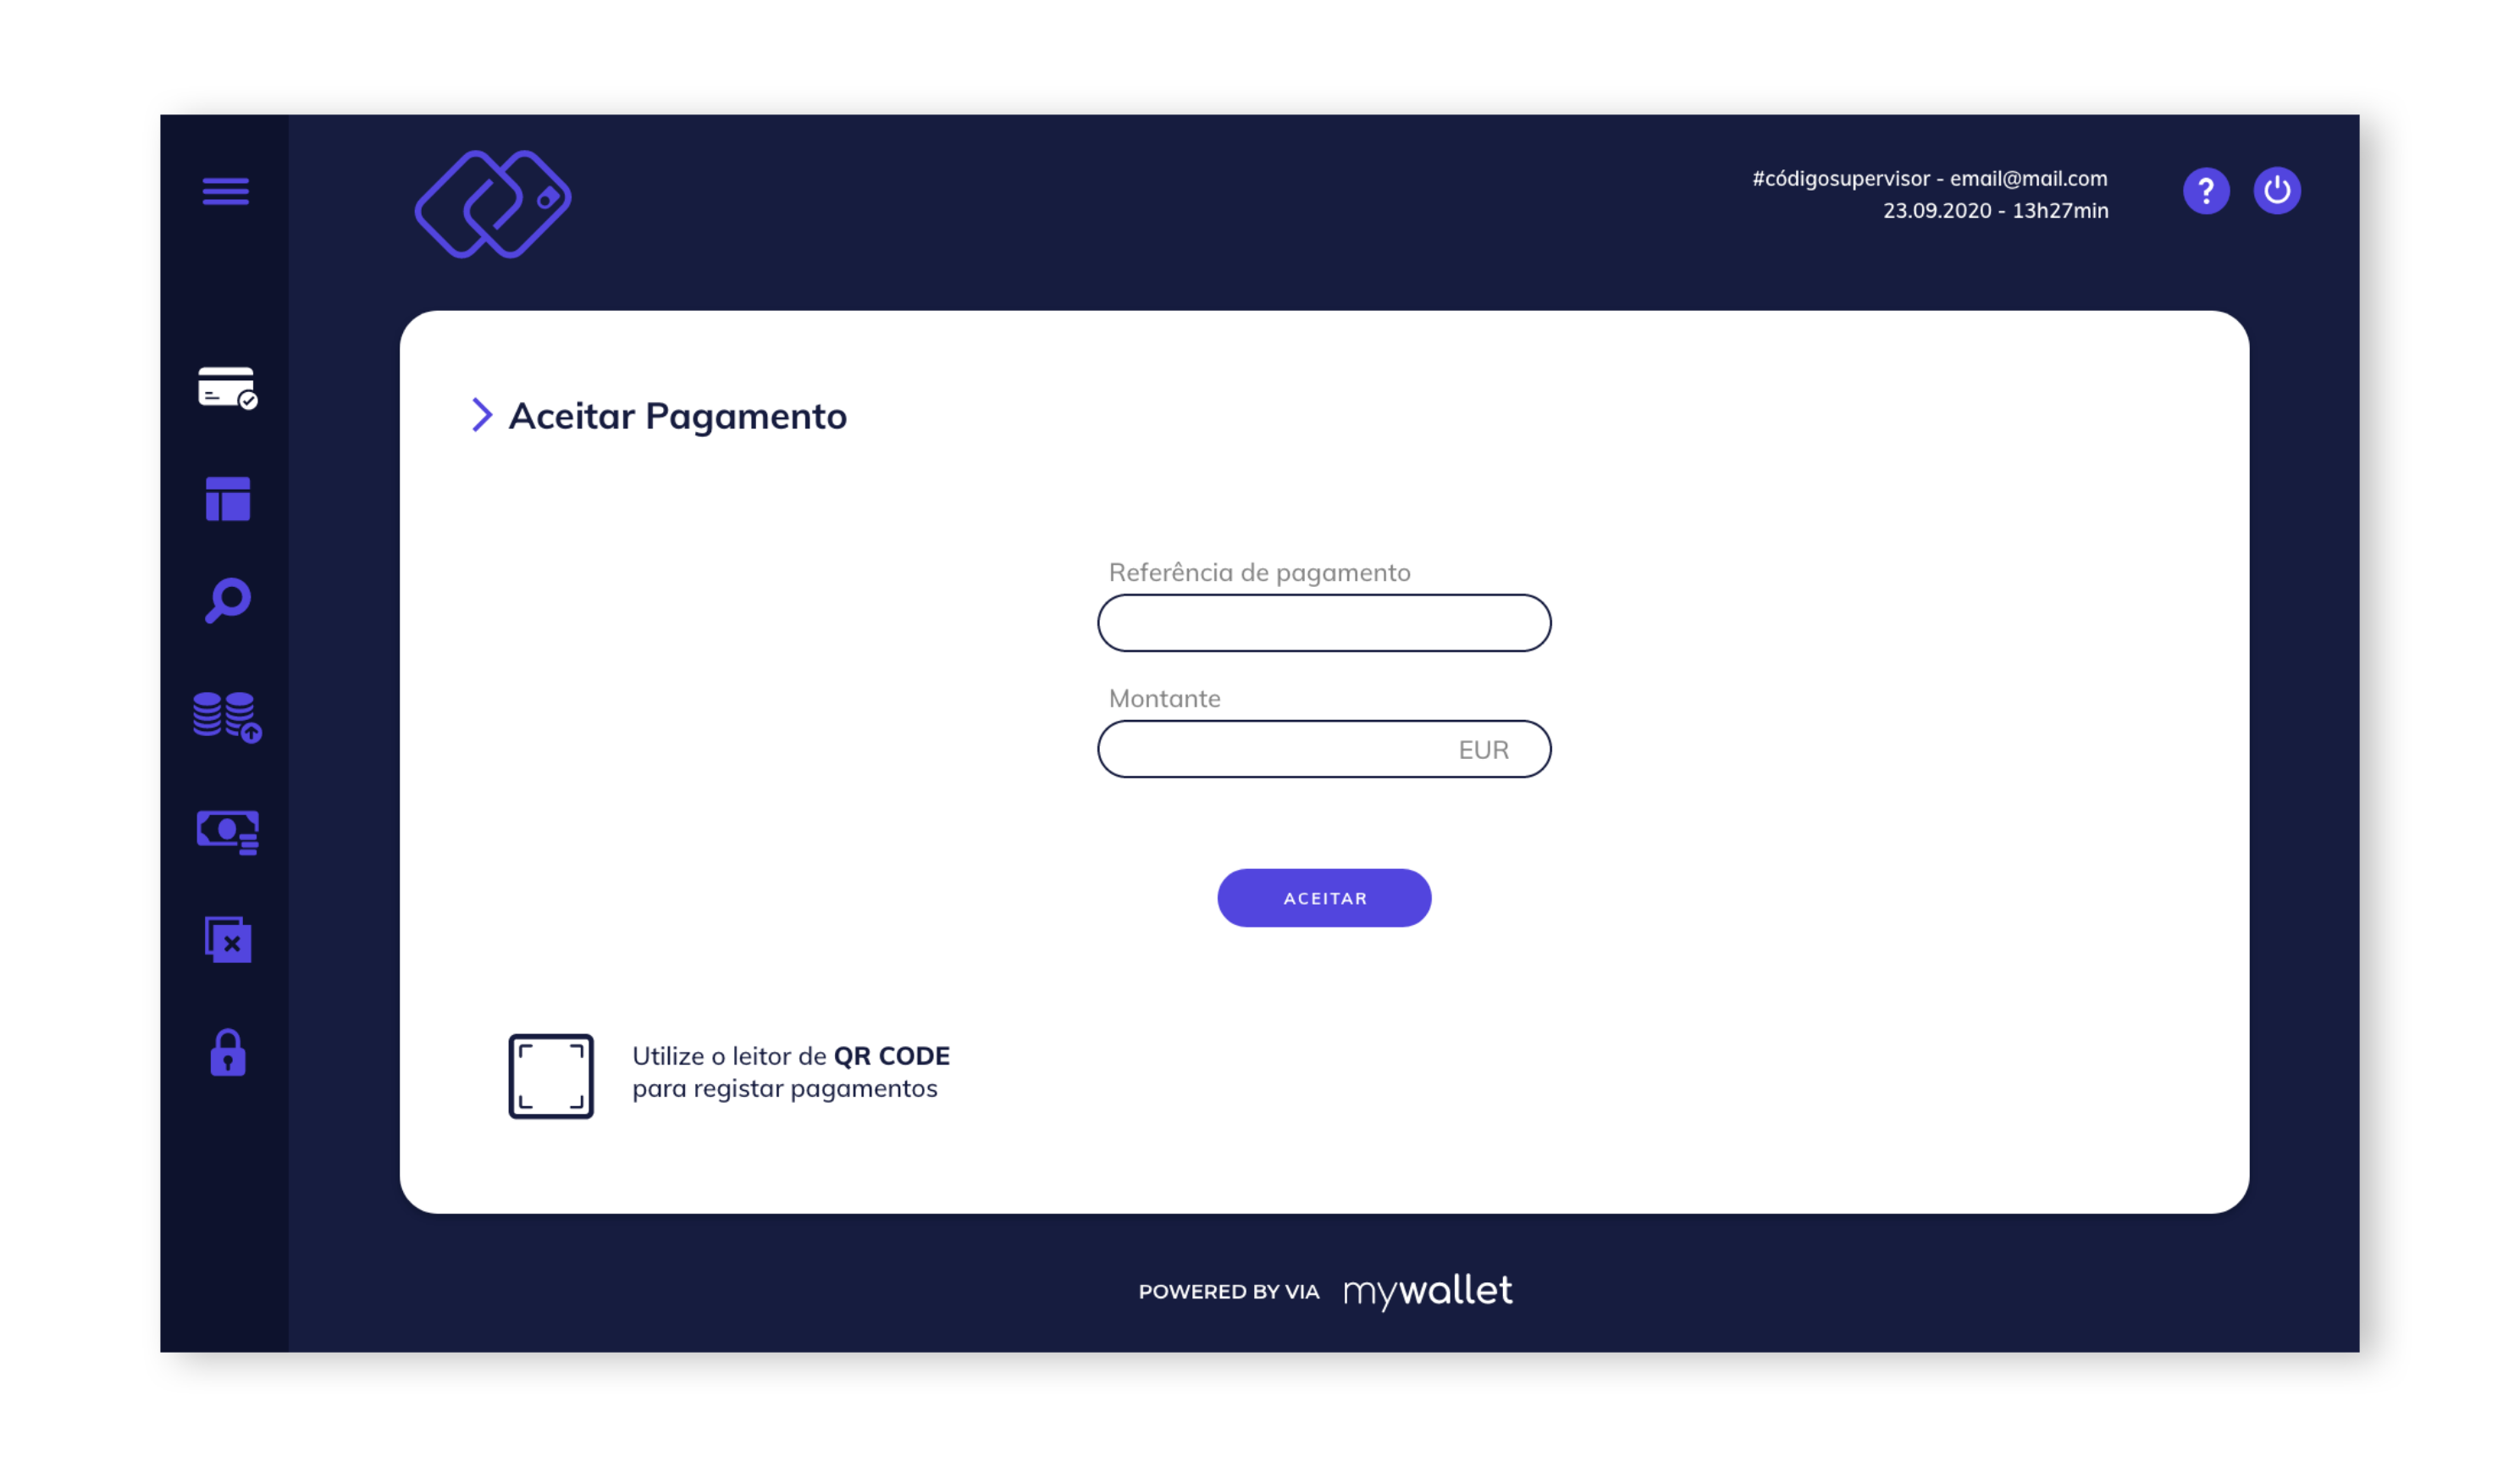 #códigosupervisor - email@mail.com
23.09.2020 - 13h27min
Aceitar Pagamento
Referência de pagamento
Montante
EUR
ACEITAR
Utilize o leitor de QR CODE
para registar pagamentos
POWERED BY VIA mywallet